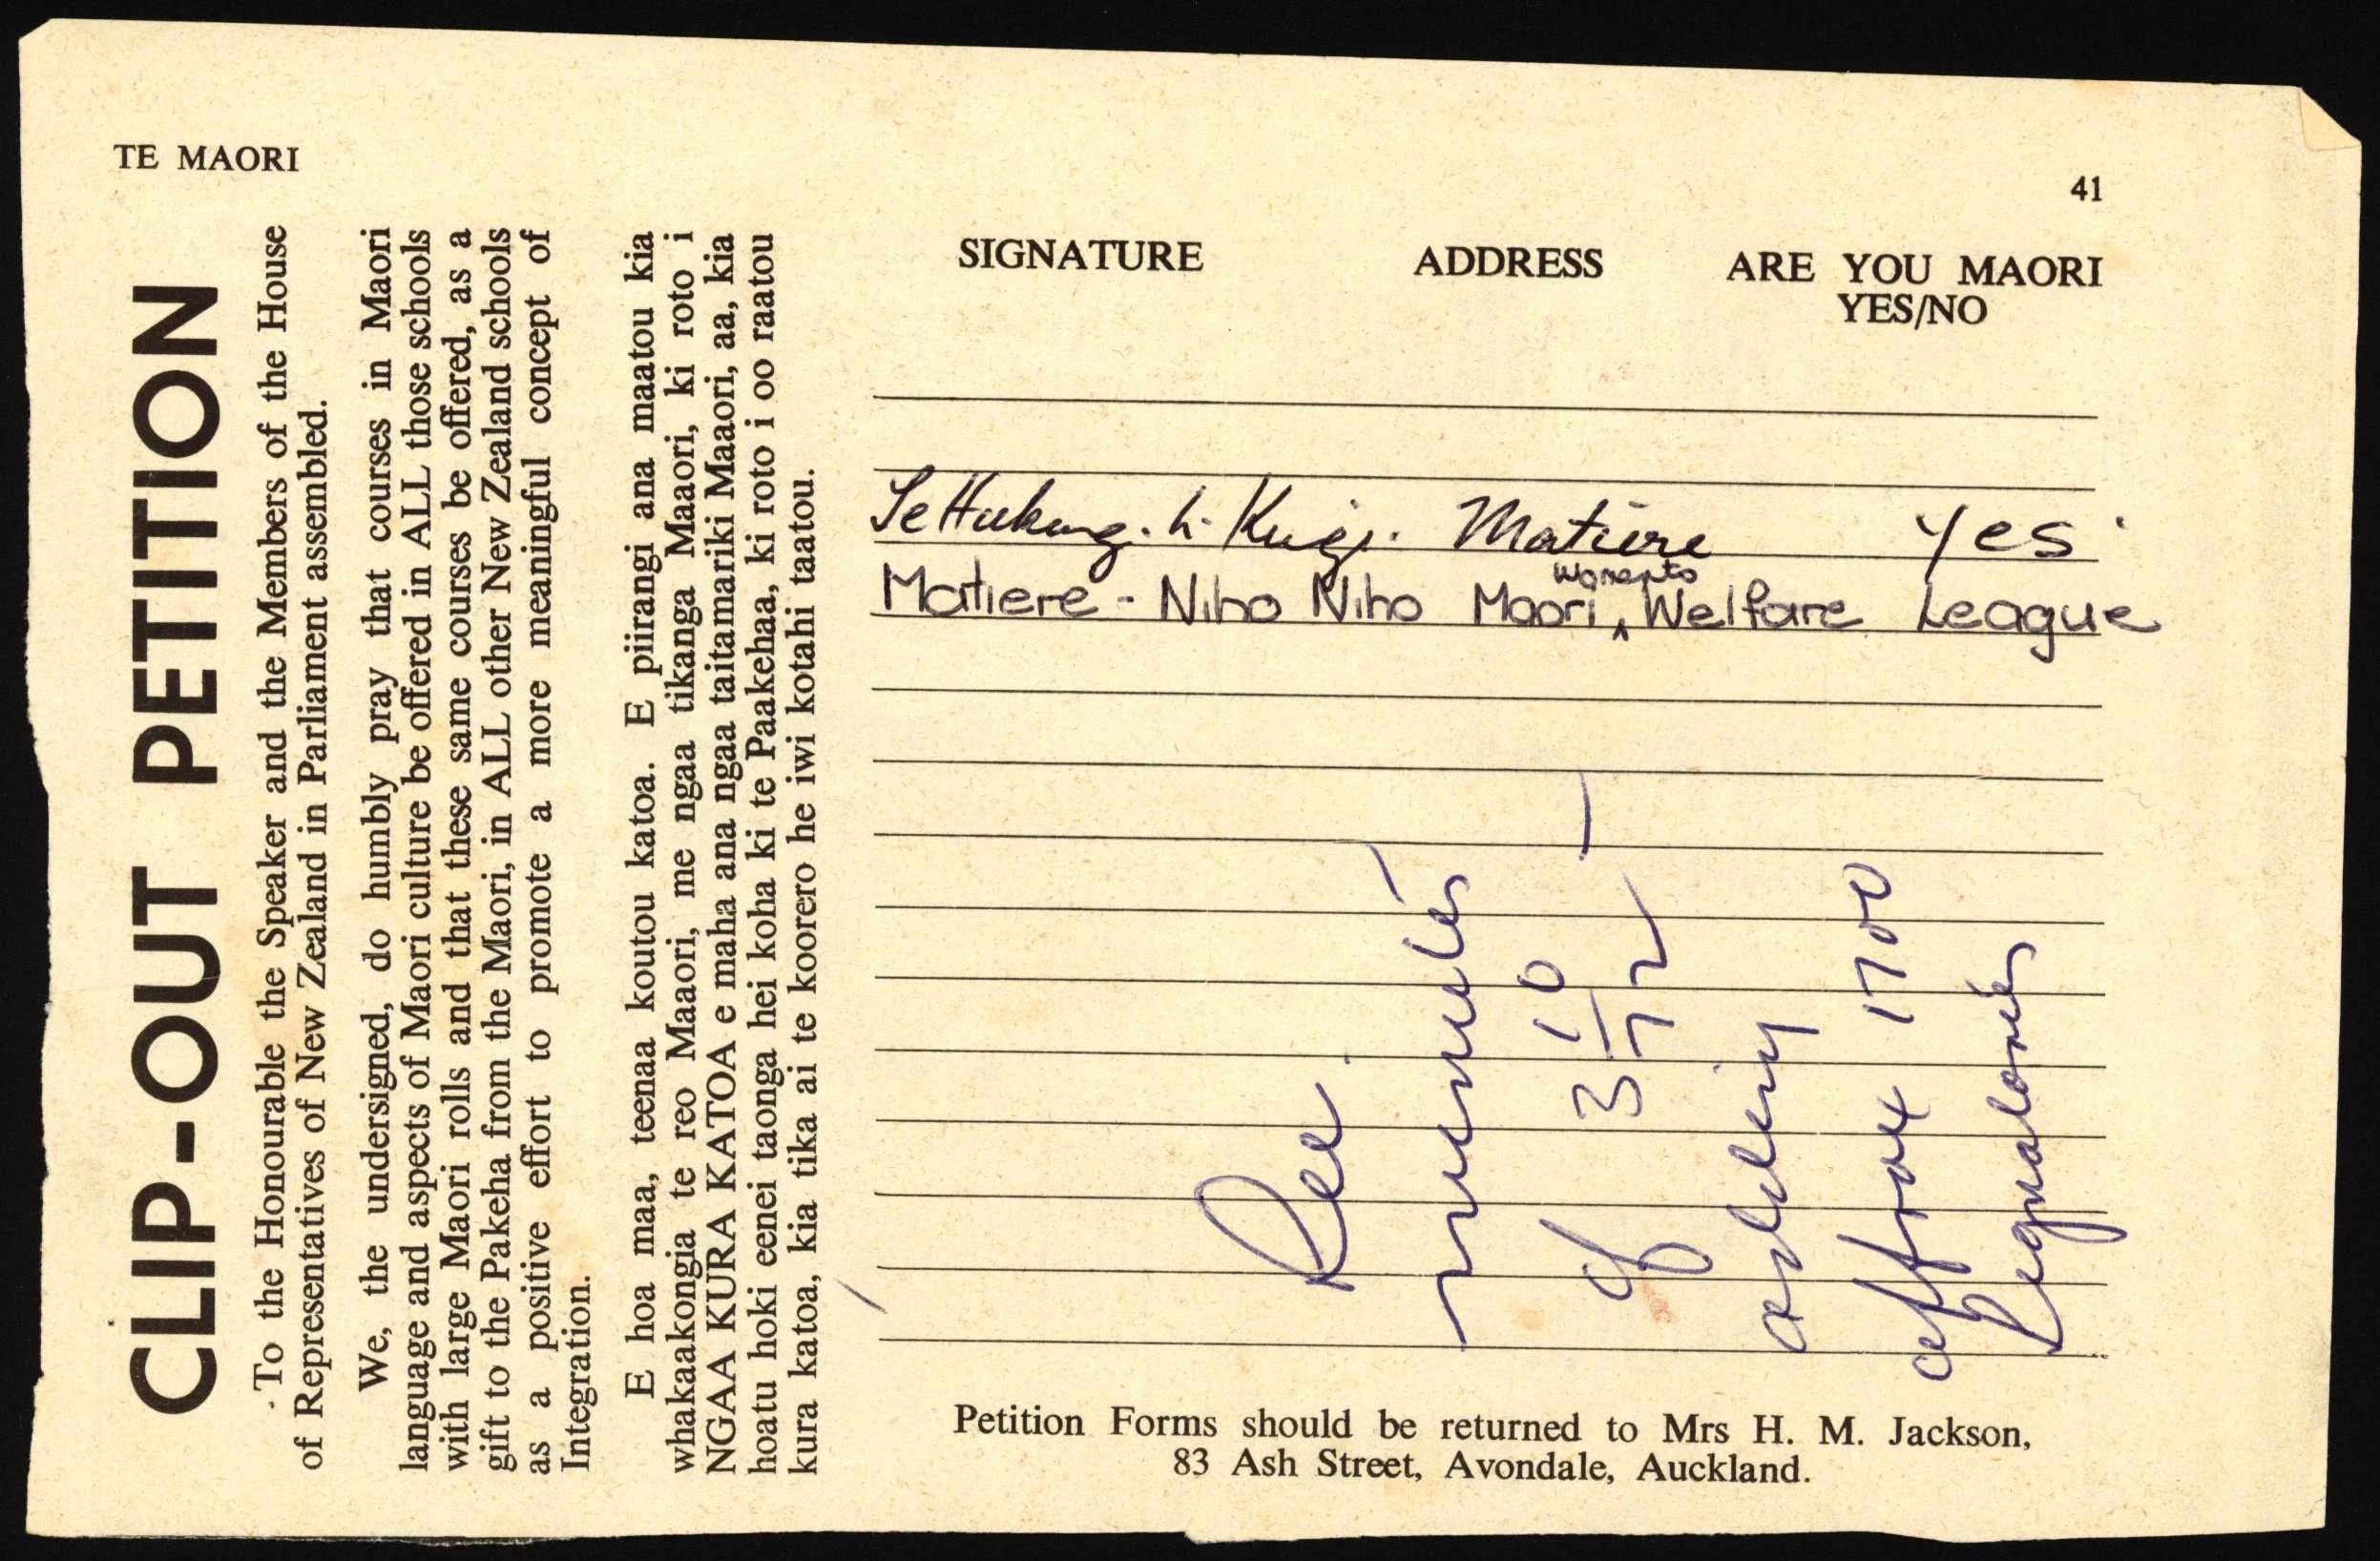 TE MAORI
41
CLIP-OUT PETITION
To the Honourable the Speaker and the Members of the House
of Representatives of New Zealand in Parliament assembled.
We, the undersigned, do humbly pray that courses in Maori
language and aspects of Maori culture be offered in ALL those schools
with large Maori rolls and that these same courses be offered, as a
gift to the Pakeha from the Maori, in ALL other New Zealand schools
as a positive effort to promote a more meaningful concept of
Integration.
E hoa maa, teenaa koutou katoa. E piirangi ana maatou kia
whakaakongia te reo Maaori, me ngaa tikanga Maaori, ki roto i
NGAA KURA KATOA e maha ana ngaa taitamariki Maaori, aa, kia
hoatu hoki eenei taonga hei koha ki te Paakehaa, ki roto i oo raatou
kura katoa, kia tika ai te koorero he iwi kotahi taatou.
SIGNATURE ADDRESS ARE YOU MAORI
YES/NO
Matiere Yes
Womens
Matiere - Niho Niho Maori Welfare League
See
minutes
of 3/10
72
asking
approx 1700
signatories
Petition Forms should be returned to Mrs H. M. Jackson,
83 Ash Street, Avondale, Auckland.